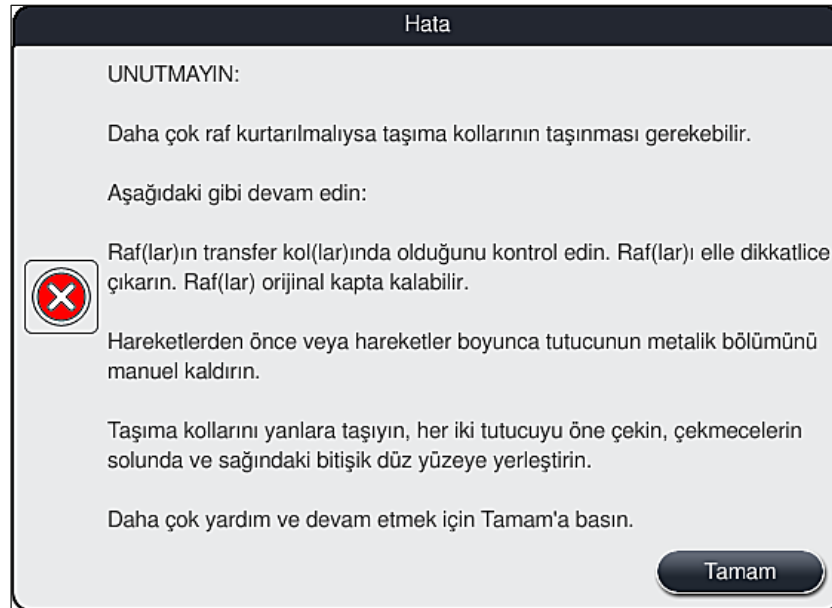 Hata
UNUTMAYIN:
Daha çok raf kurtarılmalıysa taşıma kollarının taşınması gerekebilir.
Aşağıdaki gibi devam edin:
Raf(lar)ın transfer kol(lar)ında olduğunu kontrol edin. Raf(lar)ı elle dikkatlice
çıkarın. Raf(lar) orijinal kapta kalabilir.
Hareketlerden önce veya hareketler boyunca tutucunun metalik bölümünü
manuel kaldırın.
Taşıma kollarını yanlara taşıyın, her iki tutucuyu öne çekin, çekmecelerin
solunda ve sağındaki bitişik düz yüzeye yerleştirin.
Daha çok yardım ve devam etmek için Tamam'a basın.
Tamam